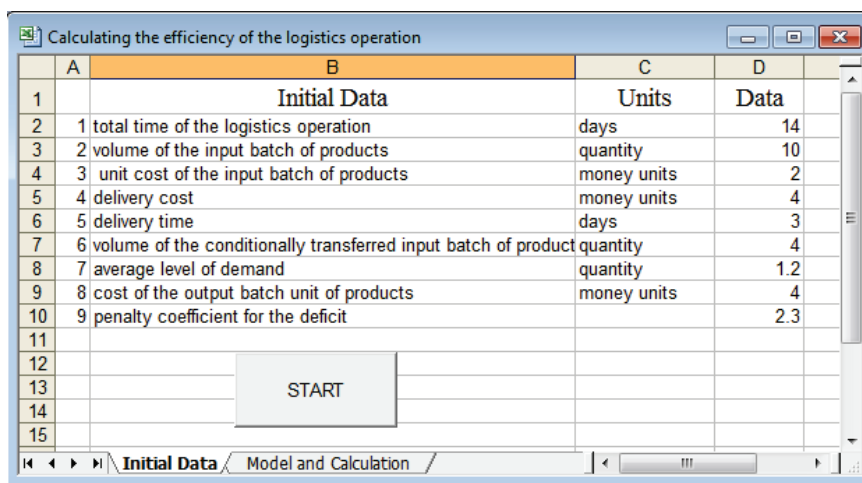 Calculating the efficiency of the logistics operation
A B C D
1 Initial Data Units Data
2 1 total time of the logistics operation days 14
3 2 volume of the input batch of products quantity 10
4 3 unit cost of the input batch of products money units 2
5 4 delivery cost money units 4
6 5 delivery time days 3
7 6 volume of the conditionally transferred input batch of product quantity 4
8 7 average level of demand quantity 1.2
9 8 cost of the output batch unit of products money units 4
10 9 penalty coefficient for the deficit 2.3
11
12
13 START
14
15
Initial Data Model and Calculation